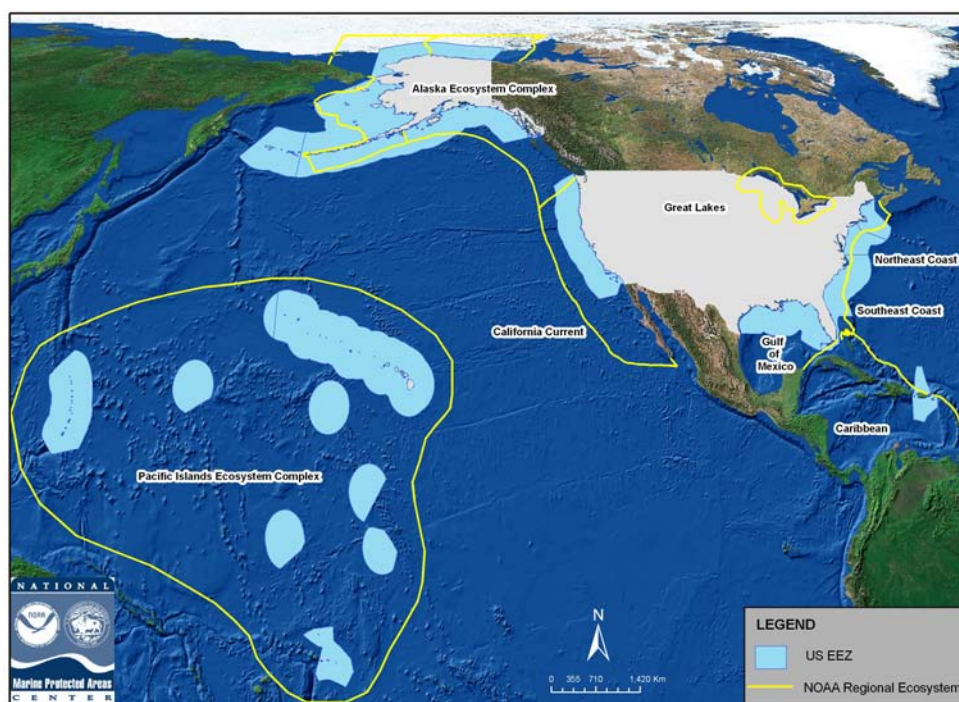 Alaska Ecosystem Complex
Great Lakes
Northeast Coast
Southeast Coast
California Current
Gulf
of
Mexico
Caribbean
Pacific Islands Ecosystem Complex
NATIONAL
NOAA
Marine Protected Areas
CENTER
N
0 355 710 1,420 Km
LEGEND
US EEZ
NOAA Regional Ecosystem